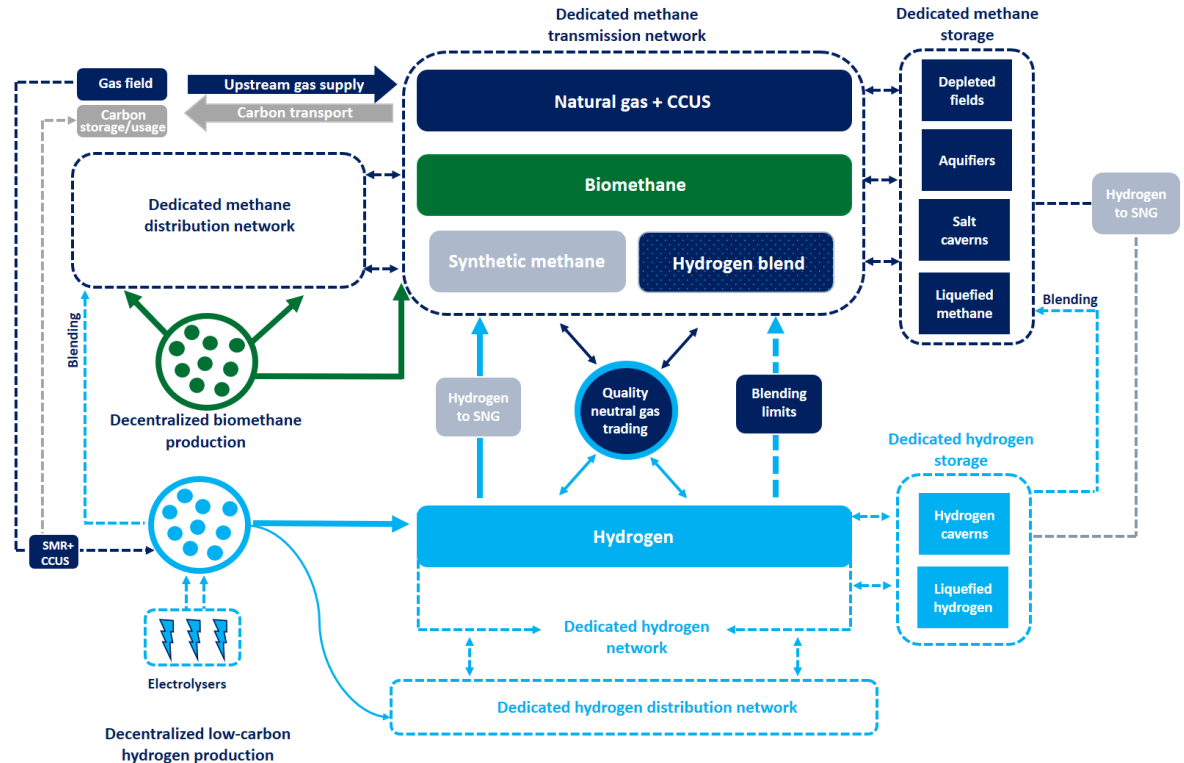 Dedicated methane
transmission network
Dedicated methane
storage
Gas field
Upstream gas supply
Carbon
storage/usage
Carbon transport
Natural gas + CCUS
Depleted
fields
Dedicated methane
distribution network
Biomethane
Aquifiers
Hydrogen
to SNG
Synthetic methane
Hydrogen blend
Salt
caverns
Liquefied
methane
Blending
Blending
Decentralized biomethane
production
Hydrogen
to SNG
Quality
neutral gas
trading
Blending
limits
Dedicated hydrogen
storage
SMR+
CCUS
Hydrogen
Hydrogen
caverns
Liquefied
hydrogen
Dedicated hydrogen
network
Electrolysers
Dedicated hydrogen distribution network
Decentralized low-carbon
hydrogen production